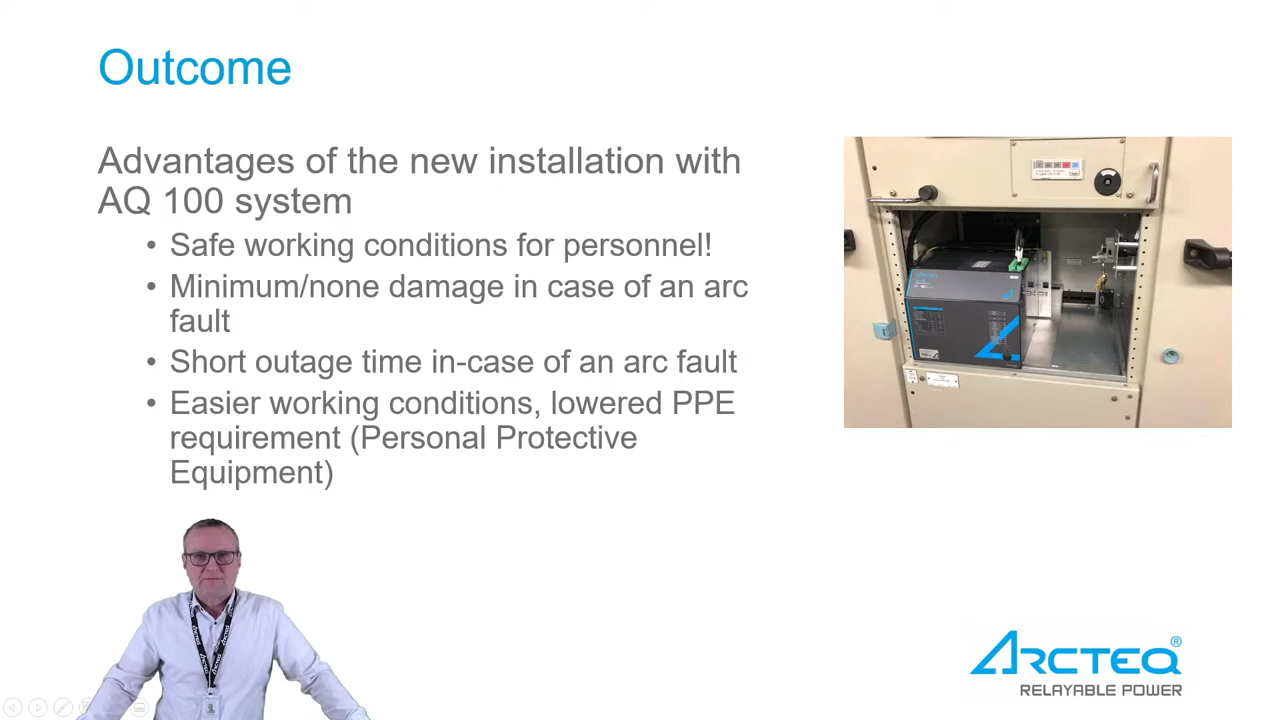 Outcome
Advantages of the new installation with
AQ 100 system
• Safe working conditions for personnel!
• Minimum/none damage in case of an arc
fault
• Short outage time in-case of an arc fault
• Easier working conditions, lowered PPE
requirement (Personal Protective
Equipment)
ARCTEQ®
RELAYABLE POWER